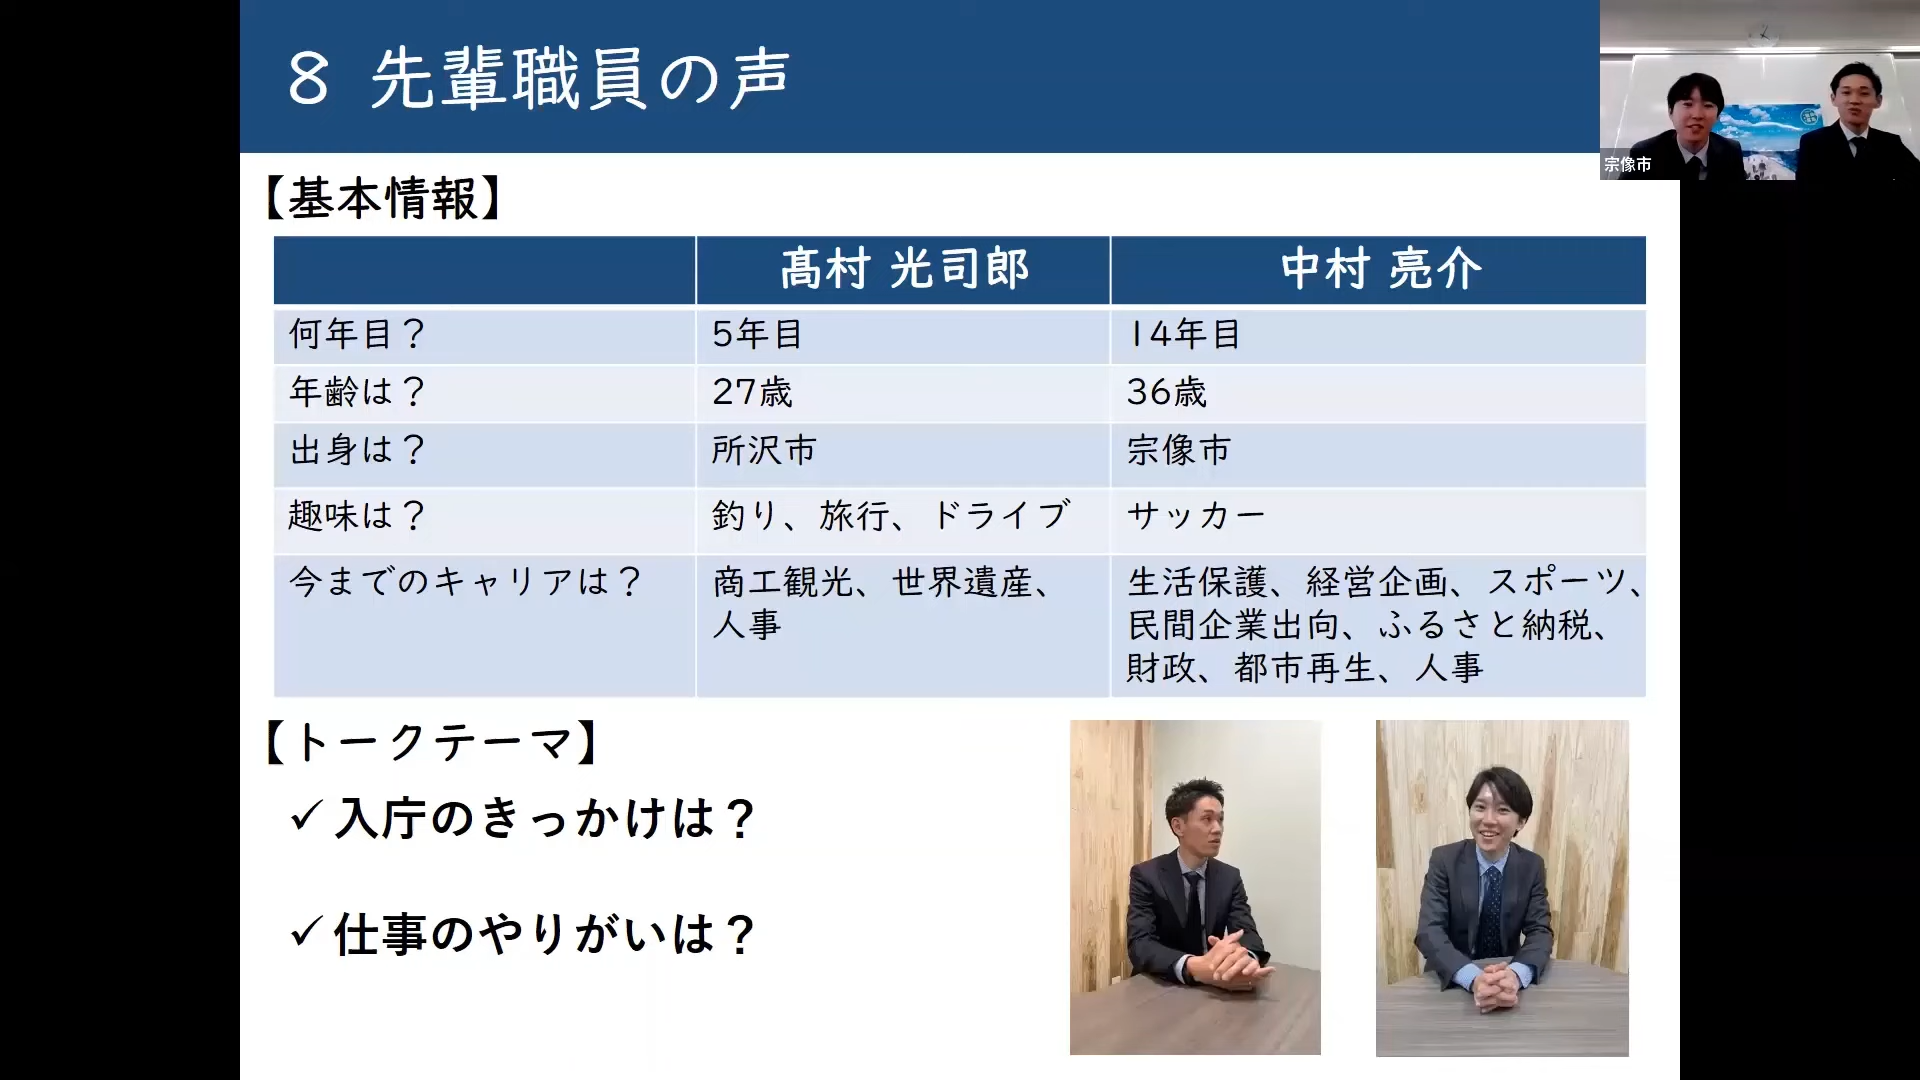 8 先輩職員の声
宗像市
【基本情報】
髙村 光司郎 中村 亮介
何年目？ 5年目 14年目
年齢は？ 27歳 36歳
出身は？ 所沢市 宗像市
趣味は？ 釣り、旅行、ドライブ サッカー
今までのキャリアは？ 商工観光、世界遺産、
人事
生活保護、経営企画、スポーツ、
民間企業出向、ふるさと納税、
財政、都市再生、人事
【トークテーマ】
✓入庁のきっかけは？
✓仕事のやりがいは？